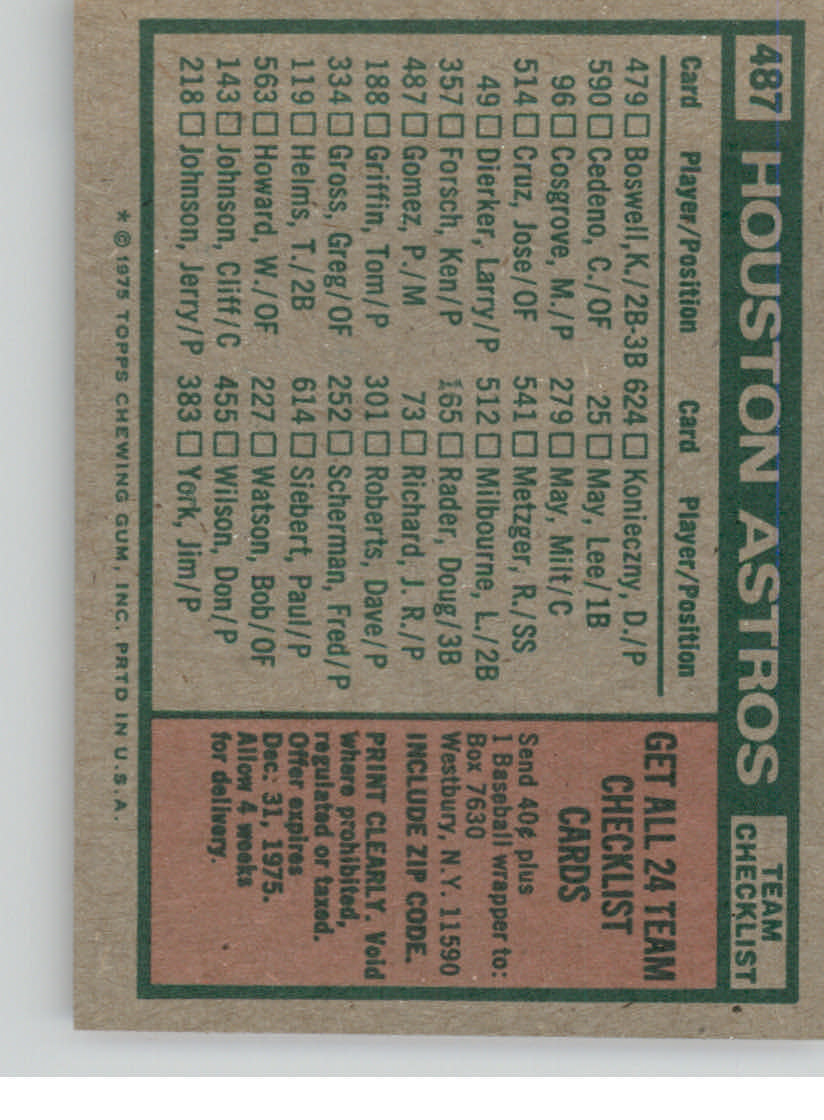 487 HOUSTON ASTROS TEAM CHECKLIST
Card Player/Position Card Player/Position
479 □ Boswell, K./2B-3B 624 □ Konieczny, D./P
590 □ Cedeno, C./OF 25 □ May, Lee/1B
96 □ Cosgrove, M./P 279 □ May, Milt/C
514 □ Cruz, Jose/OF 541 □ Metzger, R./SS
49 □ Dierker, Larry/P 512 □ Milbourne, L./2B
357 □ Forsch, Ken/P 165 □ Rader, Doug/3B
487 □ Gomez, P./M 73 □ Richard, J. R./P
188 □ Griffin, Tom/P 301 □ Roberts, Dave/P
334 □ Gross, Greg/OF 252 □ Scherman, Fred/P
119 □ Helms, T./2B 614 □ Siebert, Paul/P
563 □ Howard, W./OF 227 □ Watson, Bob/OF
143 □ Johnson, Cliff/C 455 □ Wilson, Don/P
218 □ Johnson, Jerry/P 383 □ York, Jim/P
GET ALL 24 TEAM
CHECKLIST
CARDS
Send 40¢ plus
1 Baseball wrapper to:
Box 7630
Westbury, N.Y. 11590
INCLUDE ZIP CODE.
PRINT CLEARLY. Void
where prohibited,
regulated or taxed.
Offer expires
Dec. 31, 1975.
Allow 4 weeks
for delivery.
* © 1975 TOPPS CHEWING GUM, INC. PRTD IN U.S.A.